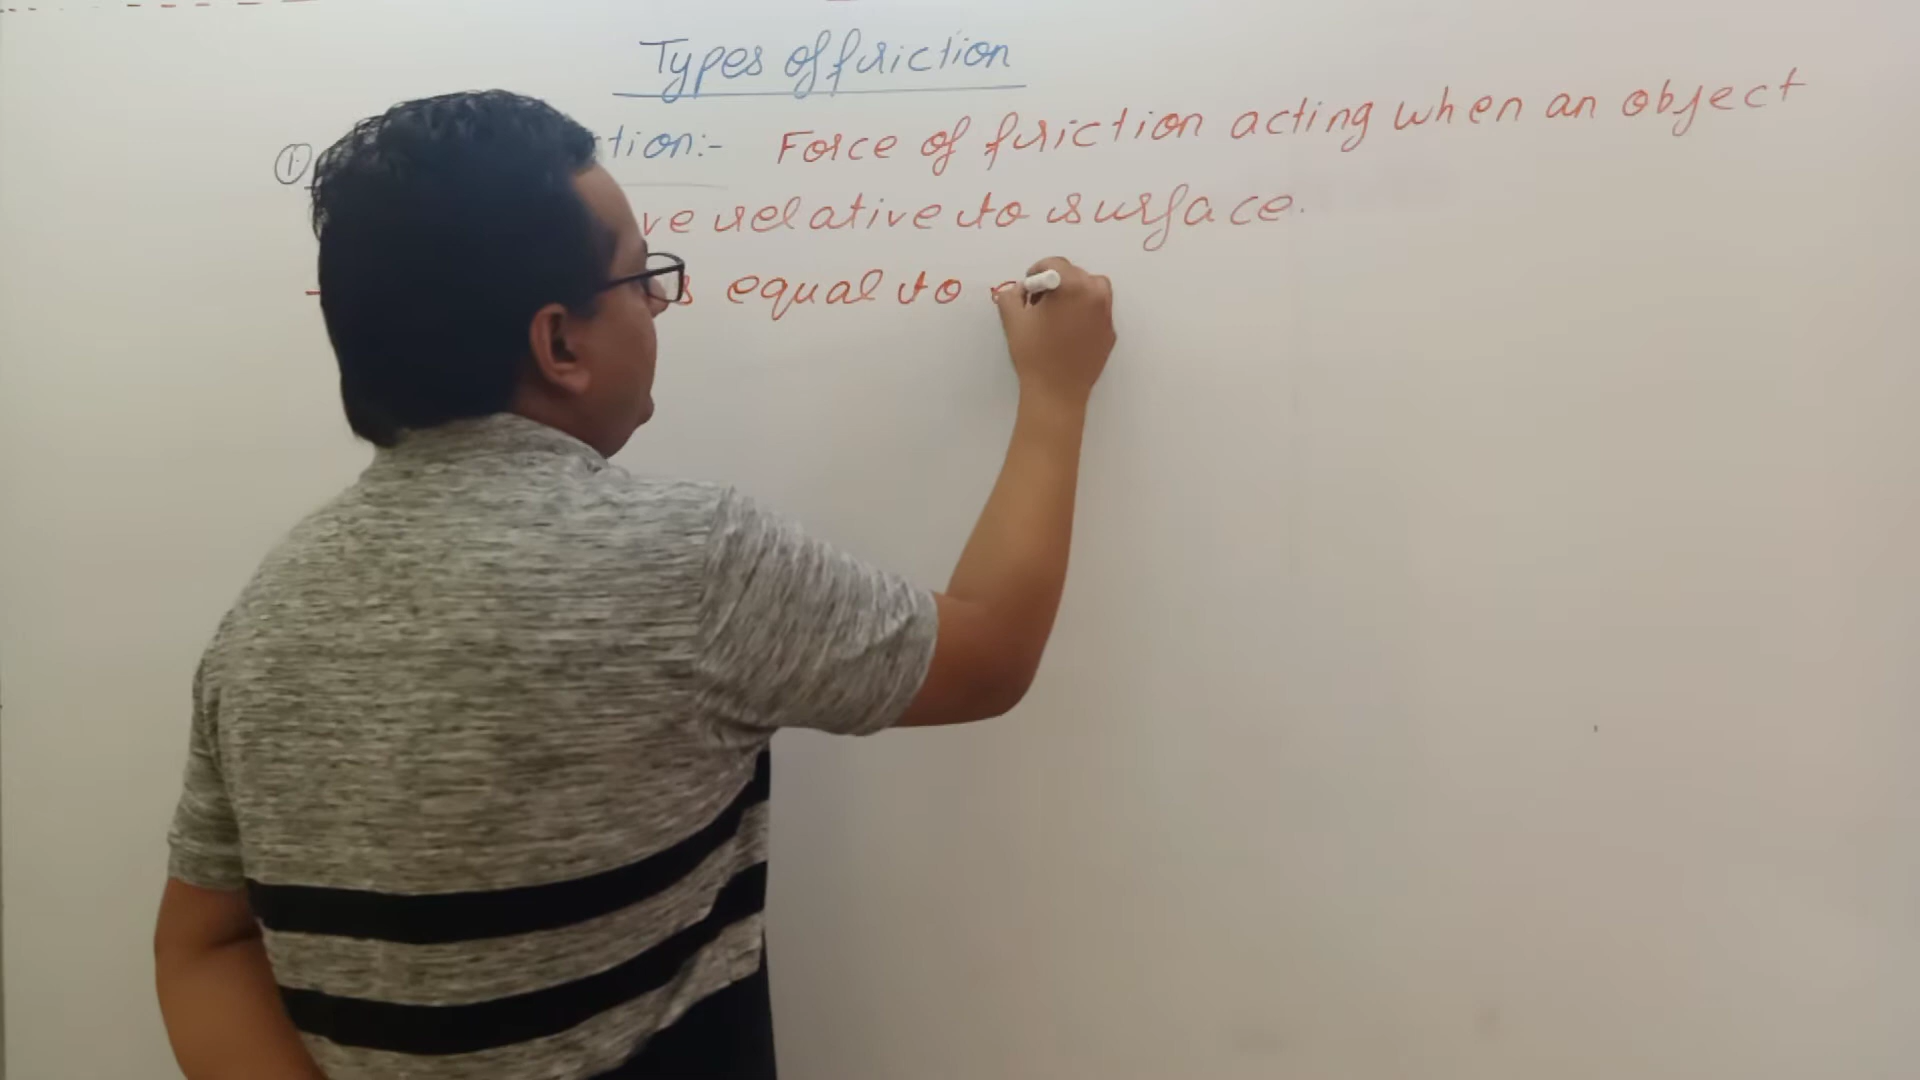 Types of friction
① tion:- Force of friction acting when an object
ve relative to surface.
- s equal to